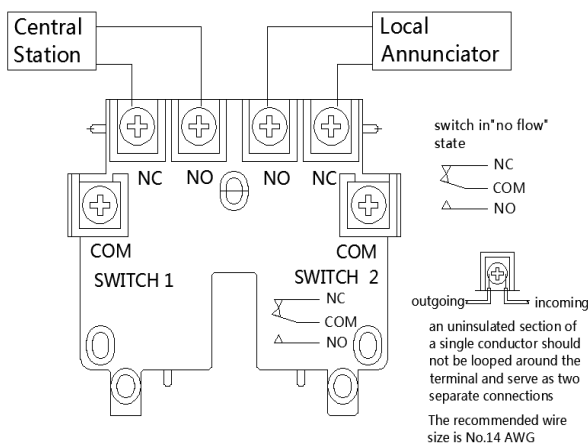 Central
Station
Local
Annunciator
NC NO NO NC
COM
COM
SWITCH 1
SWITCH 2
NC
COM
NO
switch in"no flow"
state
NC
COM
NO
outgoing
incoming
an uninsulated section of
a single conductor should
not be looped around the
terminal and serve as two
separate connections
The recommended wire
size is No.14 AWG